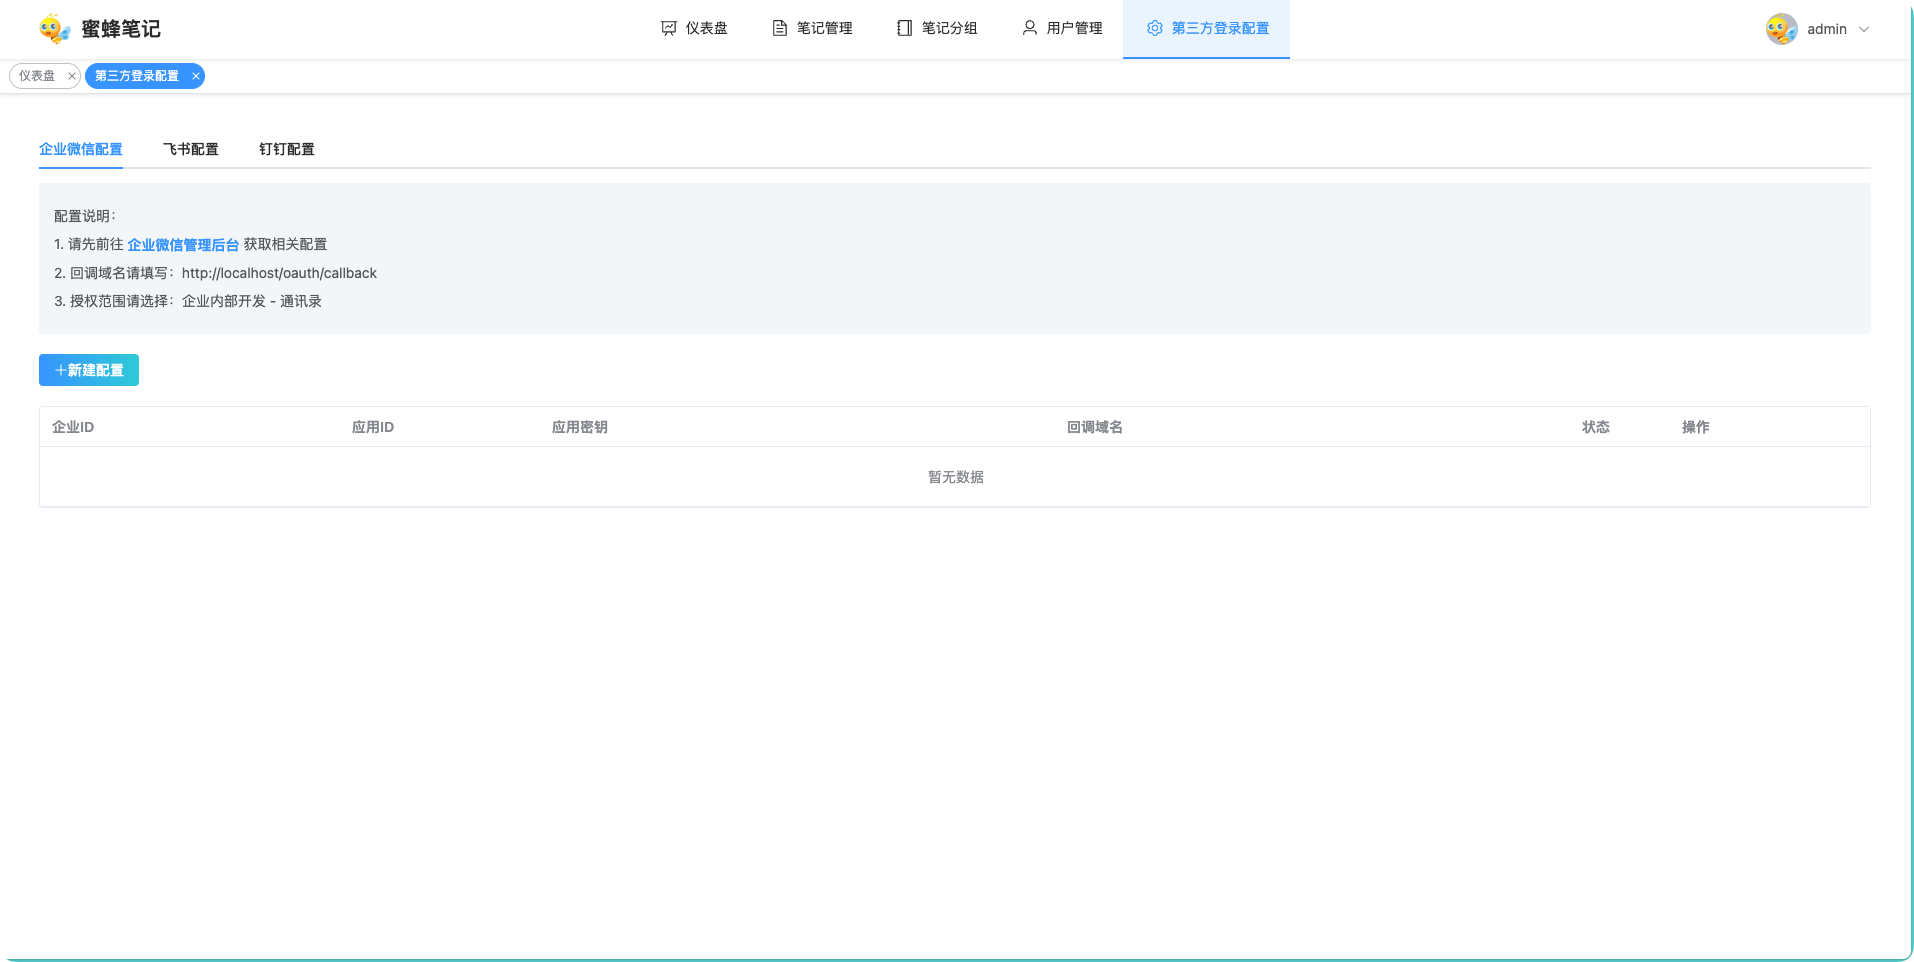 蜜蜂笔记
仪表盘 笔记管理 笔记分组 用户管理 第三方登录配置
admin
仪表盘 第三方登录配置
企业微信配置 飞书配置 钉钉配置
配置说明：
1. 请先前往 企业微信管理后台 获取相关配置
2. 回调域名请填写：http://localhost/oauth/callback
3. 授权范围请选择：企业内部开发 - 通讯录
新建配置
企业ID 应用ID 应用密钥 回调域名 状态 操作
暂无数据